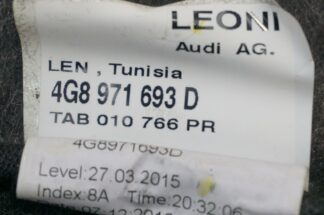 LEONI
Audi AG.
LEN , Tunisia
4G8 971 693 D
TAB 010 766 PR
4G8971693D
Level:27.03.2015
Index:8A Time:20:32:06